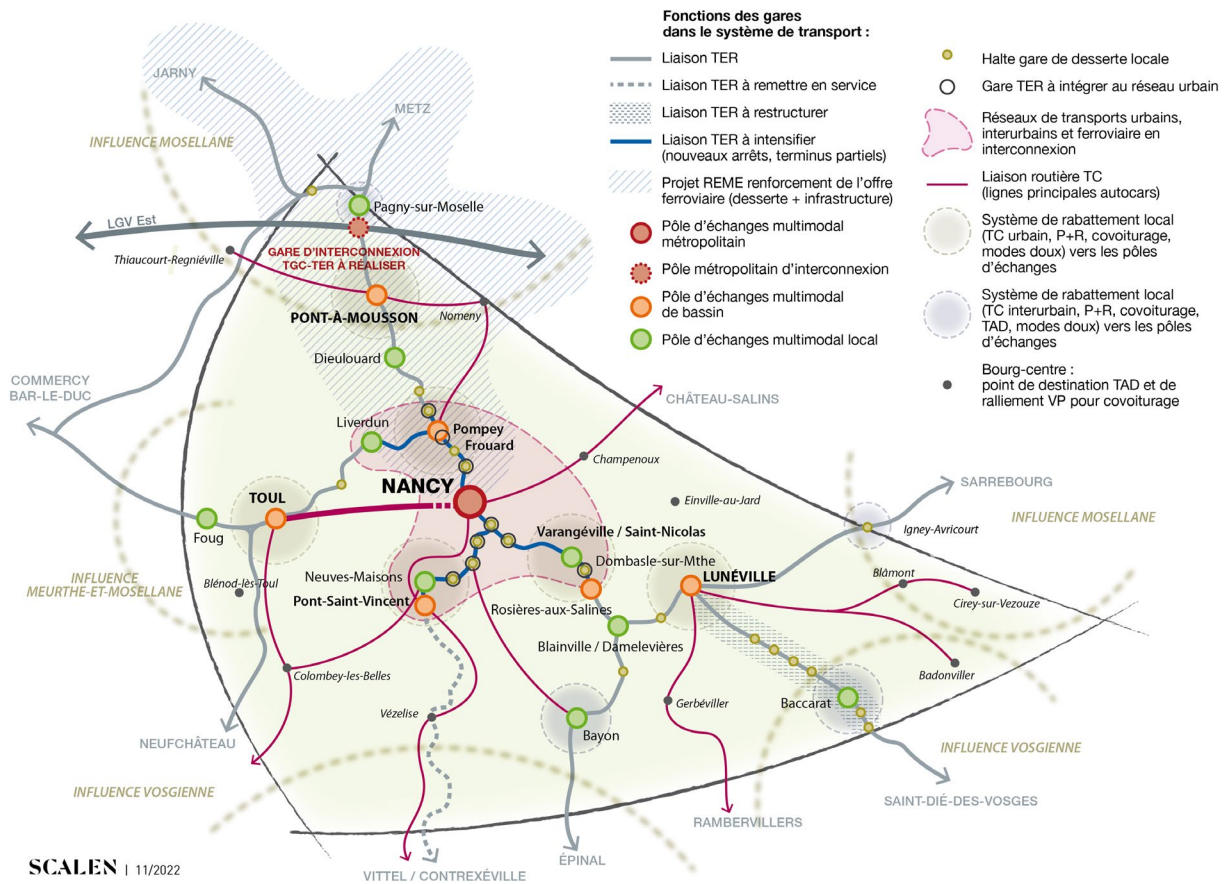 Fonctions des gares
dans le système de transport :
Liaison TER
Liaison TER à remettre en service
Liaison TER à restructurer
Liaison TER à intensifier
(nouveaux arrêts, terminus partiels)
Projet REME renforcement de l'offre
ferroviaire (desserte + infrastructure)
Pôle d'échanges multimodal
métropolitain
Pôle métropolitain d'interconnexion
Pôle d'échanges multimodal
de bassin
Pôle d'échanges multimodal local
Halte gare de desserte locale
Gare TER à intégrer au réseau urbain
Réseaux de transports urbains,
interurbains et ferroviaire en
interconnexion
Liaison routière TC
(lignes principales autocars)
Système de rabattement local
(TC urbain, P+R, covoiturage,
modes doux) vers les pôles
d'échanges
Système de rabattement local
(TC interurbain, P+R, covoiturage,
TAD, modes doux) vers les pôles
d'échanges
Bourg-centre :
point de destination TAD et de
ralliement VP pour covoiturage
JARNY
METZ
INFLUENCE MOSELLANE
Pagny-sur-Moselle
LGV Est
GARE D'INTERCONNEXION
TGC-TER À RÉALISER
Thiaucourt-Regniéville
PONT-À-MOUSSON
Nomeny
Dieulouard
COMMERCY
BAR-LE-DUC
CHÂTEAU-SALINS
Liverdun
Pompey
Frouard
Champenoux
NANCY
TOUL
Einville-au-Jard
SARREBOURG
INFLUENCE MOSELLANE
Foug
Varangéville / Saint-Nicolas
Igney-Avricourt
Dombasle-sur-Mthe
INFLUENCE
MEURTHE-ET-MOSELLANE
Blénod-lès-Toul
Neuves-Maisons
LUNÉVILLE
Blâmont
Cirey-sur-Vezouze
Pont-Saint-Vincent
Rosières-aux-Salines
Blainville / Damelevières
Colombey-les-Belles
Badonviller
Vézelise
Gerbéviller
Baccarat
Bayon
NEUFCHÂTEAU
INFLUENCE VOSGIENNE
INFLUENCE VOSGIENNE
SAINT-DIÉ-DES-VOSGES
RAMBERVILLERS
ÉPINAL
VITTEL / CONTREXÉVILLE
SCALEN | 11/2022